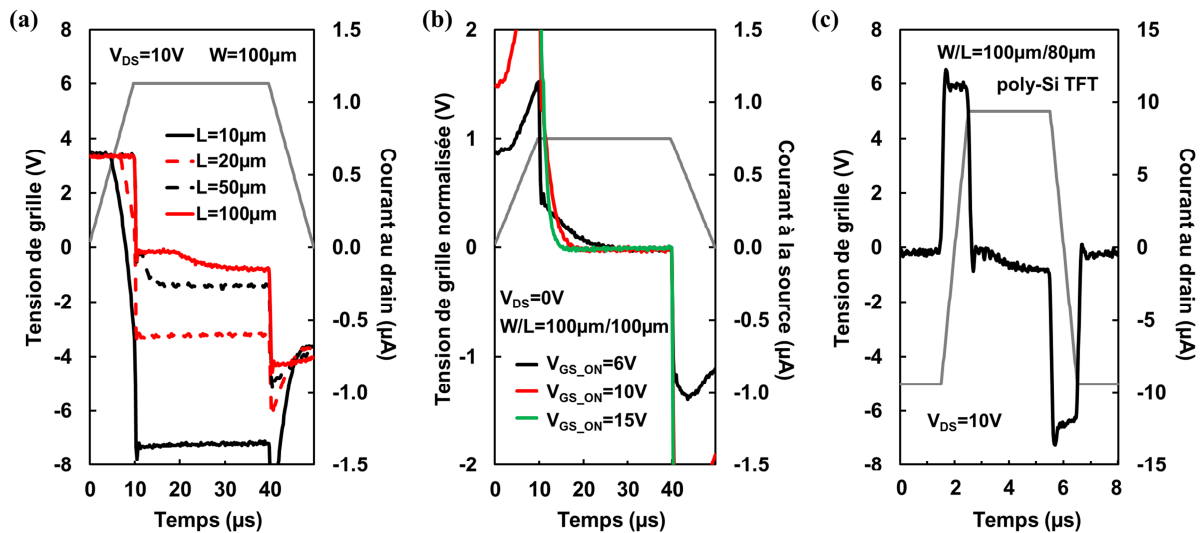 (a)
V_DS=10V W=100µm
L=10µm
L=20µm
L=50µm
L=100µm
8
6
4
2
0
-2
-4
-6
-8
Tension de grille (V)
1.5
1.0
0.5
0.0
-0.5
-1.0
-1.5
Courant au drain (µA)
0 10 20 30 40
Temps (µs)
(b)
V_DS=0V
W/L=100µm/100µm
V_GS_ON=6V
V_GS_ON=10V
V_GS_ON=15V
2
1
0
-1
-2
Tension de grille normalisée (V)
1.5
1.0
0.5
0.0
-0.5
-1.0
-1.5
Courant à la source (µA)
0 10 20 30 40
Temps (µs)
(c)
W/L=100µm/80µm
poly-Si TFT
V_DS=10V
8
6
4
2
0
-2
-4
-6
-8
Tension de grille (V)
15
10
5
0
-5
-10
-15
Courant au drain (µA)
0 2 4 6 8
Temps (µs)